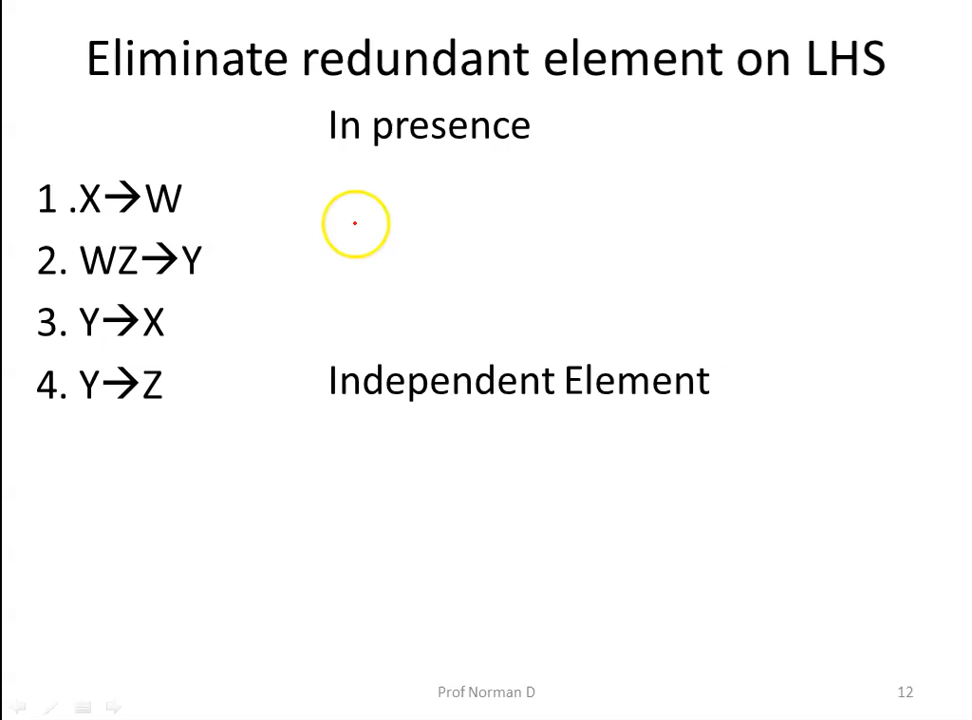 Eliminate redundant element on LHS
In presence
1 .X→W
2. WZ→Y
3. Y→X
4. Y→Z
Independent Element
Prof Norman D
12